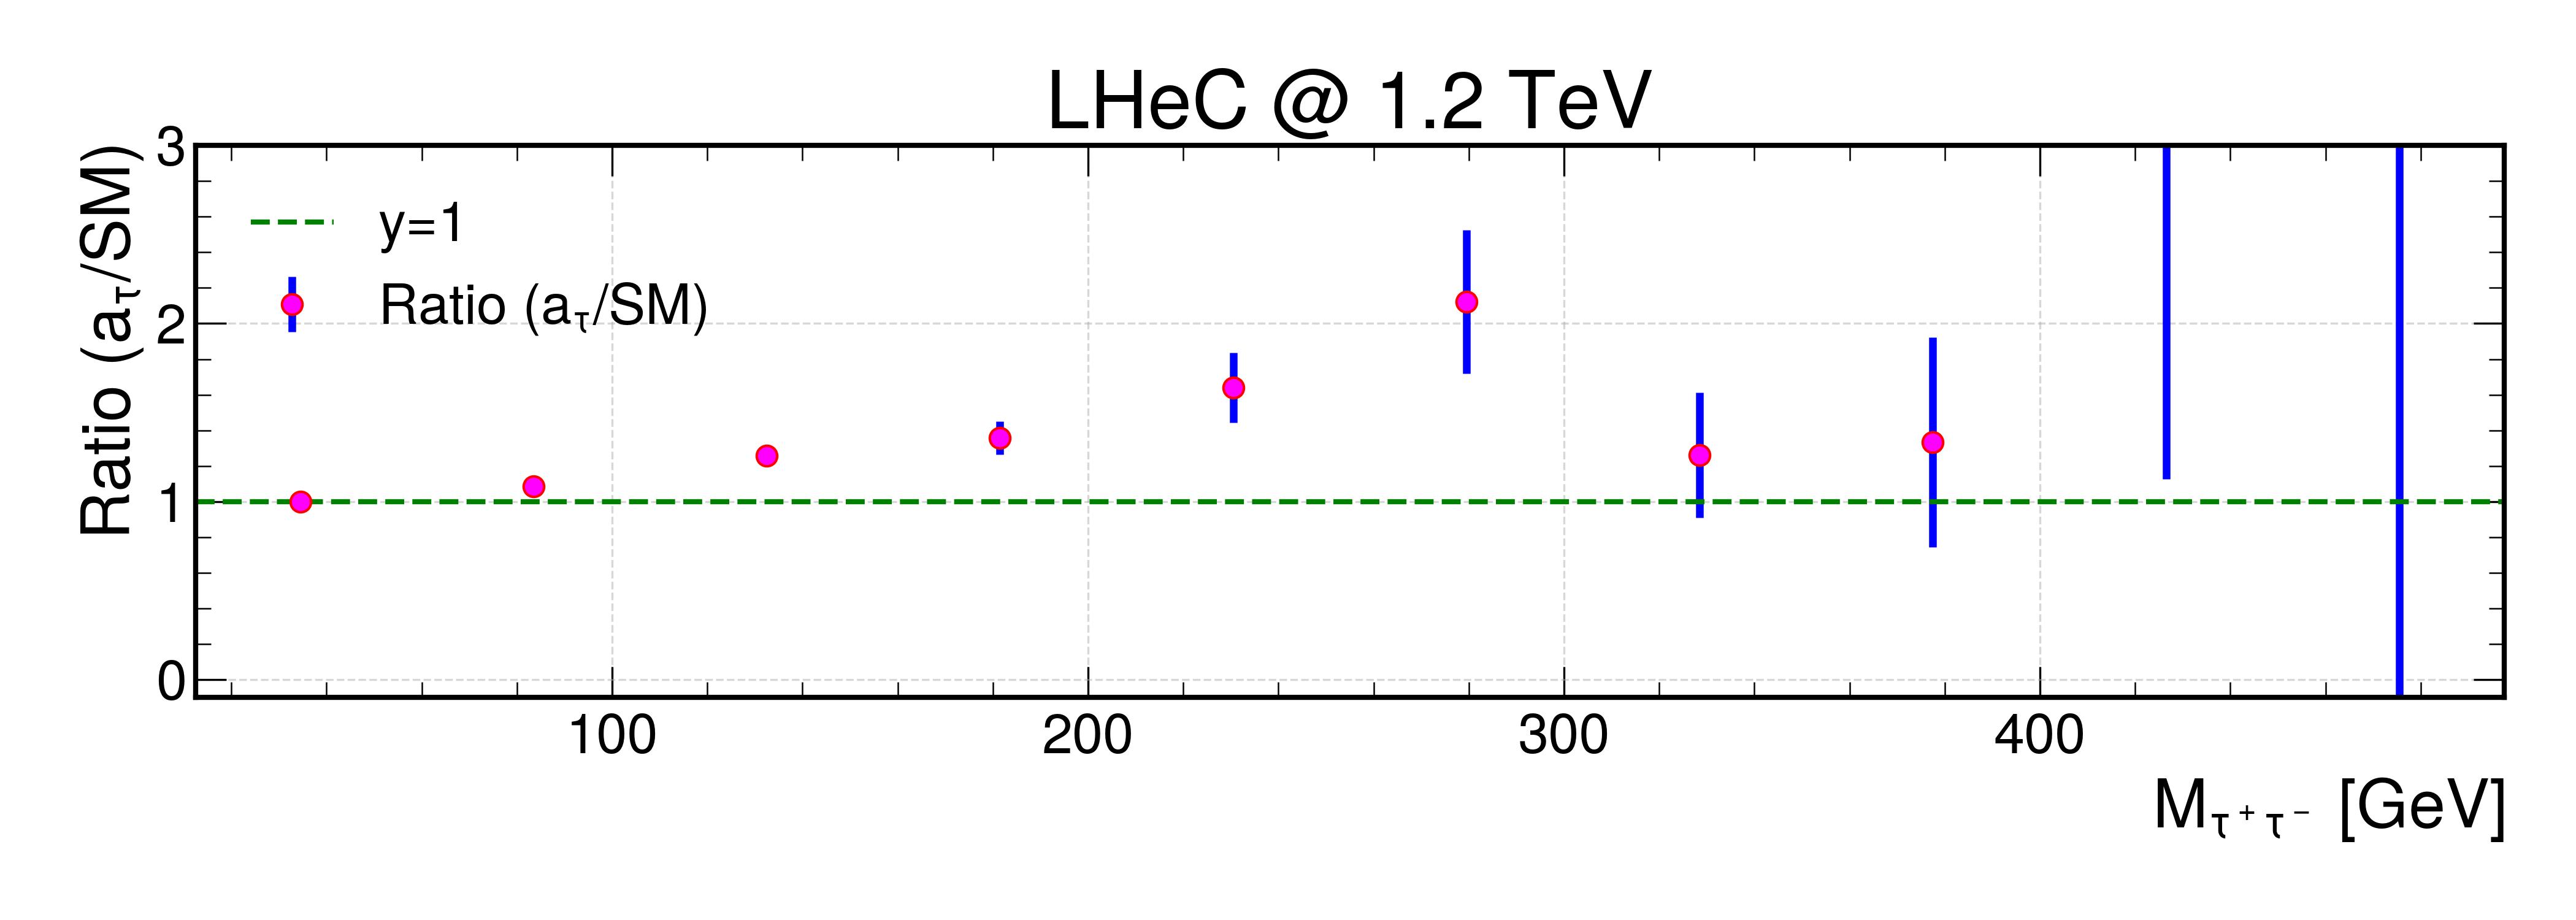 LHeC @ 1.2 TeV
Ratio (aτ/SM)
3
2
1
0
y=1
Ratio (aτ/SM)
100 200 300 400
Mτ⁺τ⁻ [GeV]